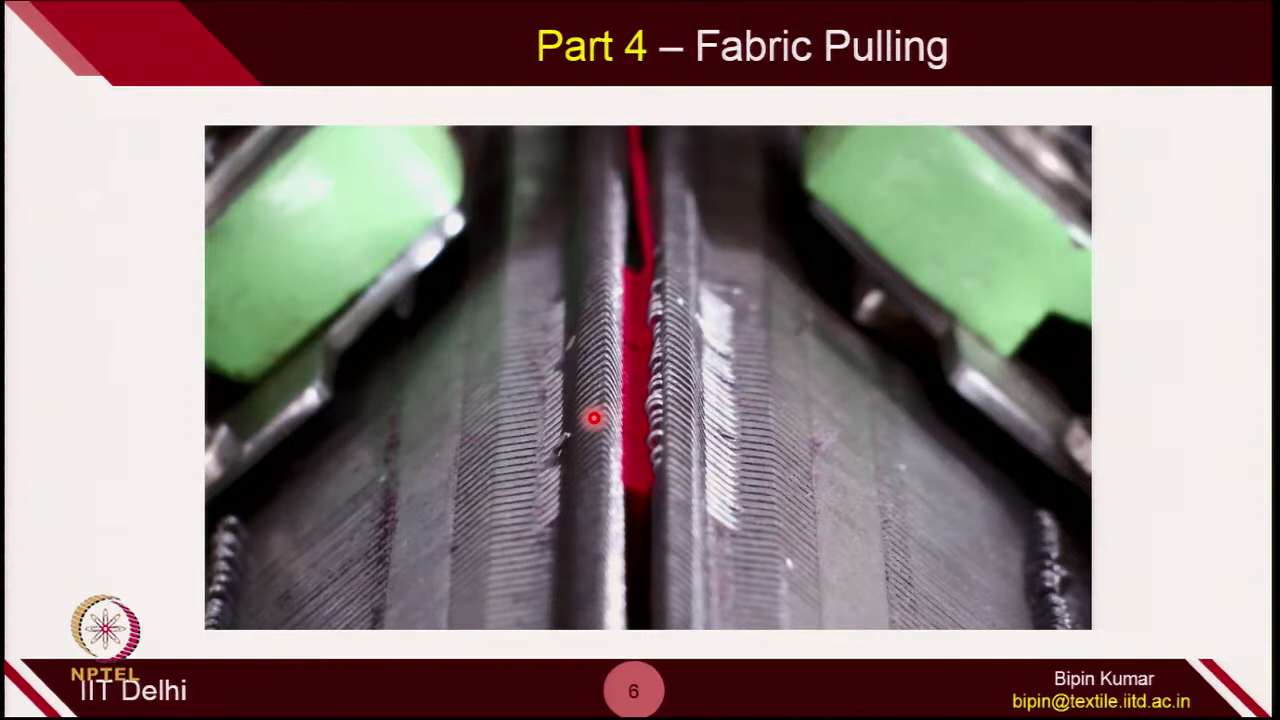 Part 4 – Fabric Pulling
NPTEL
IIT Delhi
6
Bipin Kumar
bipin@textile.iitd.ac.in